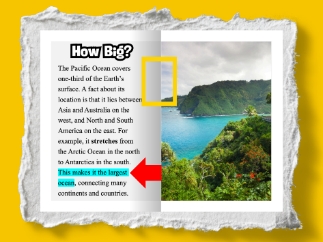 How Big?
The Pacific Ocean covers
one-third of the Earth's
surface. A fact about its
location is that it lies between
Asia and Australia on the
west, and North and South
America on the east. For
example, it stretches from
the Arctic Ocean in the north
to Antarctica in the south.
This makes it the largest
ocean, connecting many
continents and countries.